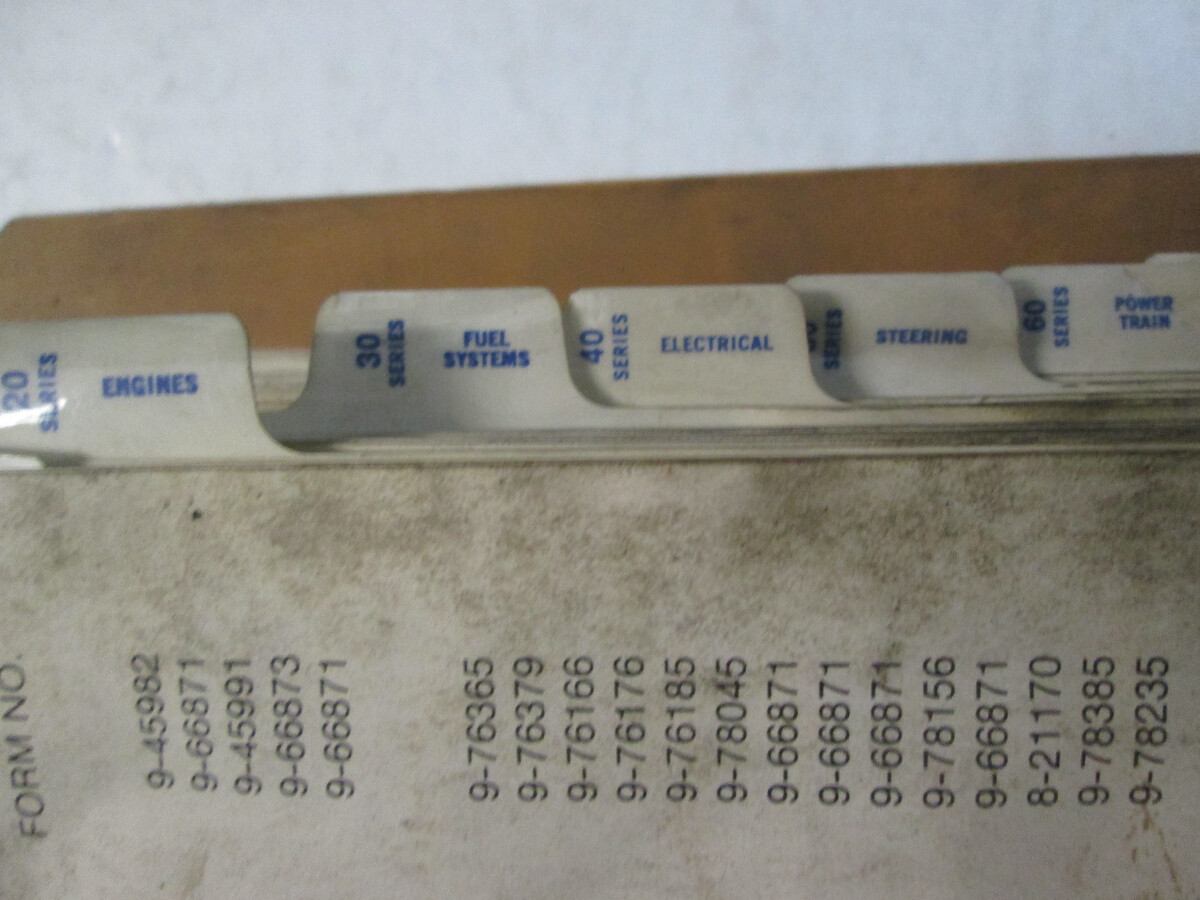 20
SERIES
ENGINES
30
SERIES
FUEL
SYSTEMS
40
SERIES
ELECTRICAL
SERIES
STEERING
60
SERIES
POWER
TRAIN
FORM NO.
9-45982
9-66871
9-45991
9-66873
9-66871
9-76365
9-76379
9-76166
9-76176
9-76185
9-78045
9-66871
9-66871
9-66871
9-78156
9-66871
8-21170
9-78385
9-78235